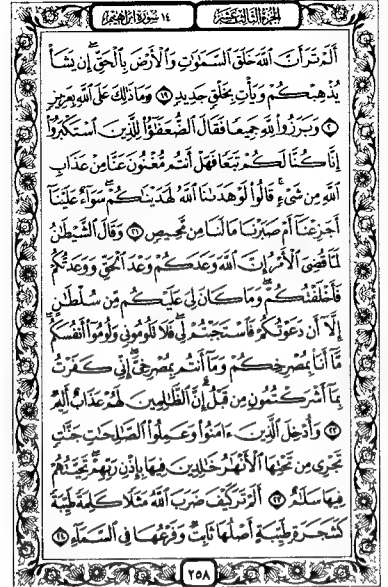 الجزء الثالث عشر
١٤ سورة إبراهيم
أَلَمْ تَرَ أَنَّ ٱللَّهَ خَلَقَ ٱلسَّمَٰوَٰتِ وَٱلْأَرْضَ بِٱلْحَقِّ ۚ إِن يَشَأْ
يُذْهِبْكُمْ وَيَأْتِ بِخَلْقٍ جَدِيدٍ ١٩ وَمَا ذَٰلِكَ عَلَى ٱللَّهِ بِعَزِيزٍ
٢٠ وَبَرَزُوا۟ لِلَّهِ جَمِيعًا فَقَالَ ٱلضُّعَفَٰٓؤُا۟ لِلَّذِينَ ٱسْتَكْبَرُوٓا۟
إِنَّا كُنَّا لَكُمْ تَبَعًا فَهَلْ أَنتُم مُّغْنُونَ عَنَّا مِنْ عَذَابِ
ٱللَّهِ مِن شَىْءٍ ۚ قَالُوا۟ لَوْ هَدَىٰنَا ٱللَّهُ لَهَدَيْنَٰكُمْ ۖ سَوَآءٌ عَلَيْنَآ
أَجَزِعْنَآ أَمْ صَبَرْنَا مَا لَنَا مِن مَّحِيصٍ ٢١ وَقَالَ ٱلشَّيْطَٰنُ
لَمَّا قُضِىَ ٱلْأَمْرُ إِنَّ ٱللَّهَ وَعَدَكُمْ وَعْدَ ٱلْحَقِّ وَوَعَدتُّكُمْ
فَأَخْلَفْتُكُمْ ۖ وَمَا كَانَ لِىَ عَلَيْكُم مِّن سُلْطَٰنٍ
إِلَّآ أَن دَعَوْتُكُمْ فَٱسْتَجَبْتُمْ لِى ۖ فَلَا تَلُومُونِى وَلُومُوٓا۟ أَنفُسَكُم ۖ
مَّآ أَنَا۠ بِمُصْرِخِكُمْ وَمَآ أَنتُم بِمُصْرِخِىَّ ۖ إِنِّى كَفَرْتُ
بِمَآ أَشْرَكْتُمُونِ مِن قَبْلُ ۗ إِنَّ ٱلظَّٰلِمِينَ لَهُمْ عَذَابٌ أَلِيمٌ
٢٢ وَأُدْخِلَ ٱلَّذِينَ ءَامَنُوا۟ وَعَمِلُوا۟ ٱلصَّٰلِحَٰتِ جَنَّٰتٍ
تَجْرِى مِن تَحْتِهَا ٱلْأَنْهَٰرُ خَٰلِدِينَ فِيهَا بِإِذْنِ رَبِّهِمْ ۖ تَحِيَّتُهُمْ
فِيهَا سَلَٰمٌ ٢٣ أَلَمْ تَرَ كَيْفَ ضَرَبَ ٱللَّهُ مَثَلًا كَلِمَةً طَيِّبَةً
كَشَجَرَةٍ طَيِّبَةٍ أَصْلُهَا ثَابِتٌ وَفَرْعُهَا فِى ٱلسَّمَآءِ ٢٤
٢٥٨